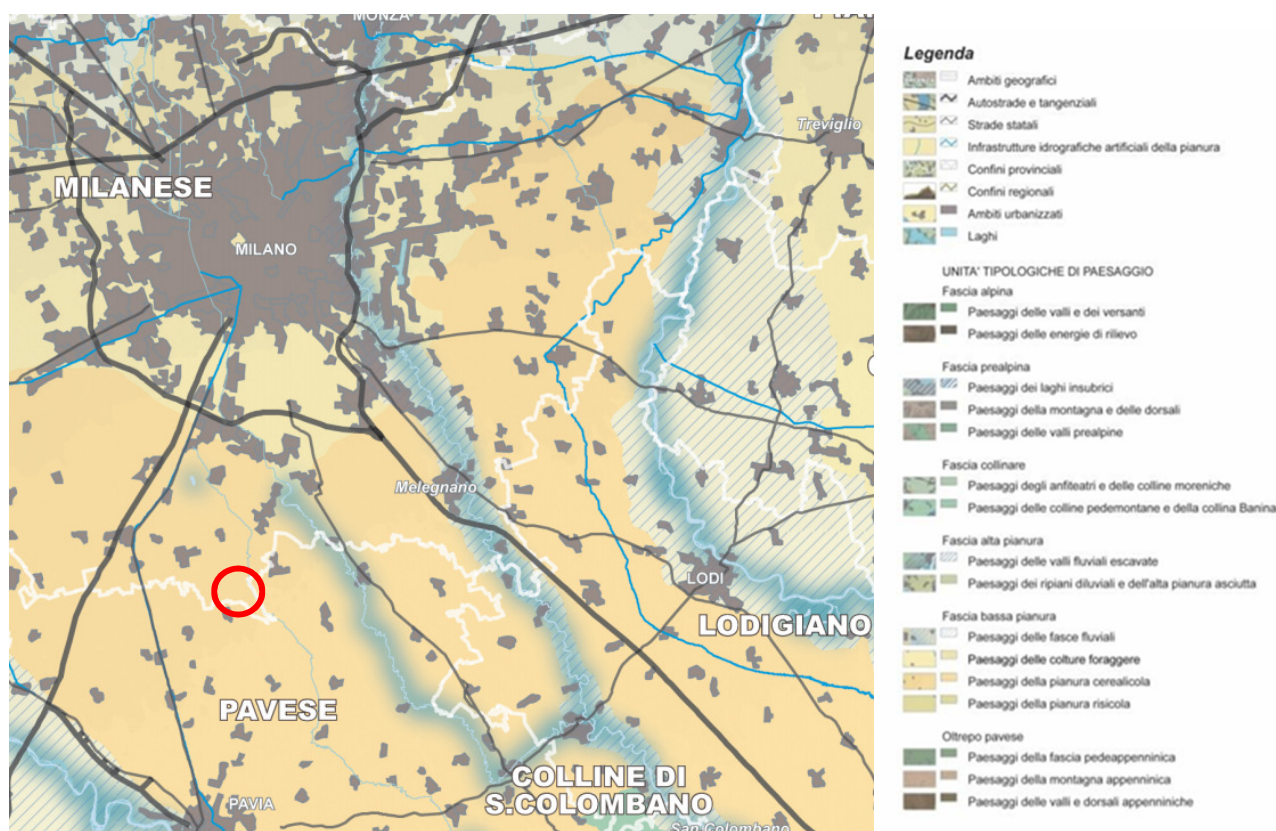 MONZA
Treviglio
MILANESE
MILANO
Melegnano
LODI
LODIGIANO
PAVESE
COLLINE DI
S.COLOMBANO
PAVIA
San Colombano
Legenda
Ambiti geografici
Autostrade e tangenziali
Strade statali
Infrastrutture idrografiche artificiali della pianura
Confini provinciali
Confini regionali
Ambiti urbanizzati
Laghi
UNITA' TIPOLOGICHE DI PAESAGGIO
Fascia alpina
Paesaggi delle valli e dei versanti
Paesaggi delle energie di rilievo
Fascia prealpina
Paesaggi dei laghi insubrici
Paesaggi della montagna e delle dorsali
Paesaggi delle valli prealpine
Fascia collinare
Paesaggi degli anfiteatri e delle colline moreniche
Paesaggi delle colline pedemontane e della collina Banina
Fascia alta pianura
Paesaggi delle valli fluviali escavate
Paesaggi dei ripiani diluviali e dell'alta pianura asciutta
Fascia bassa pianura
Paesaggi delle fasce fluviali
Paesaggi delle colture foraggere
Paesaggi della pianura cerealicola
Paesaggi della pianura risicola
Oltrepo pavese
Paesaggi della fascia pedeappenninica
Paesaggi della montagna appenninica
Paesaggi delle valli e dorsali appenniniche